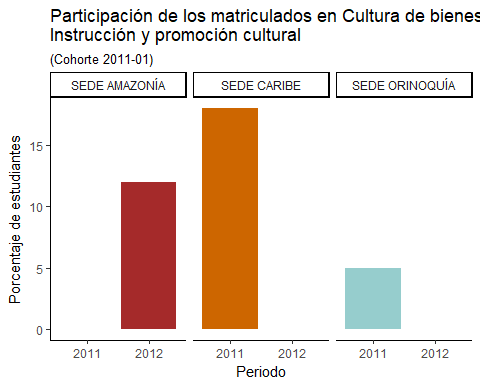 Participación de los matriculados en Cultura de bienes
Instrucción y promoción cultural
(Cohorte 2011-01)
SEDE AMAZONÍA SEDE CARIBE SEDE ORINOQUÍA
Porcentaje de estudiantes
15
10
5
0
2011 2012 2011 2012 2011 2012
Periodo